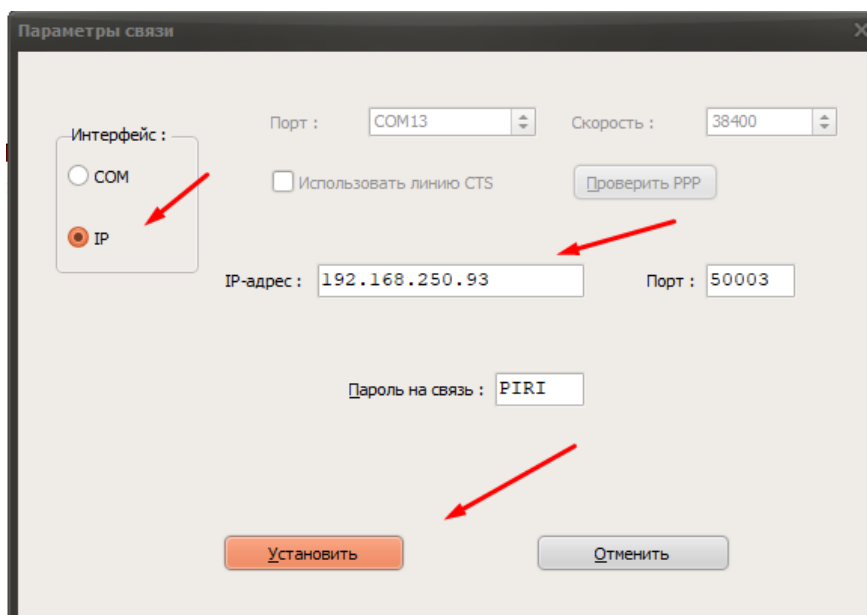 Параметры связи
Порт : COM13 Скорость : 38400
Интерфейс :
COM
Использовать линию CTS Проверить PPP
IP
IP-адрес : 192.168.250.93 Порт : 50003
Пароль на связь : PIRI
Установить Отменить